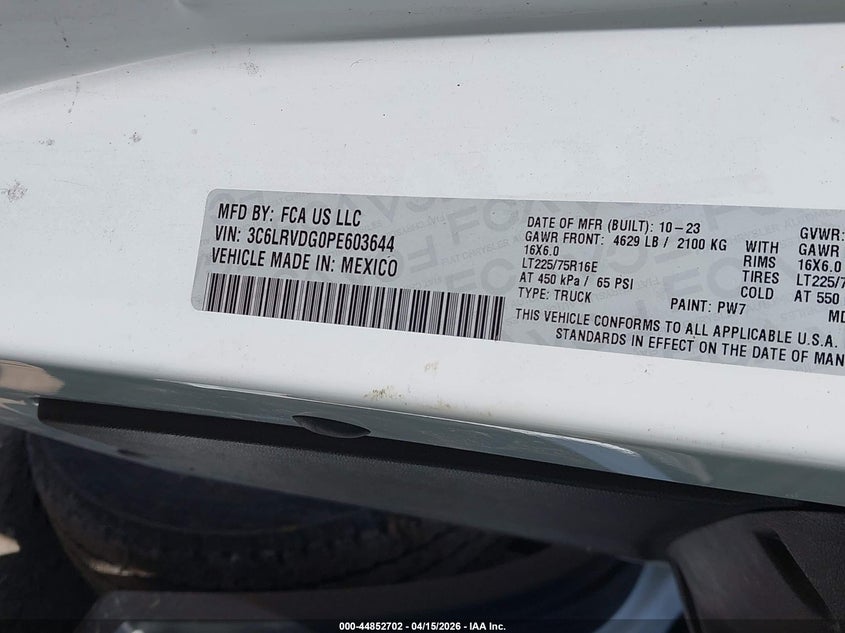 MFD BY: FCA US LLC
VIN: 3C6LRVDG0PE603644
VEHICLE MADE IN: MEXICO
DATE OF MFR (BUILT): 10-23 GVWR:
GAWR FRONT: 4629 LB / 2100 KG WITH GAWR
16X6.0 RIMS 16X6.0
LT225/75R16E TIRES LT225/7
AT 450 kPa / 65 PSI COLD AT 550
TYPE: TRUCK PAINT: PW7 MD
THIS VEHICLE CONFORMS TO ALL APPLICABLE U.S.A.
STANDARDS IN EFFECT ON THE DATE OF MAN
000-44852702 - 04/15/2026 - IAA Inc.